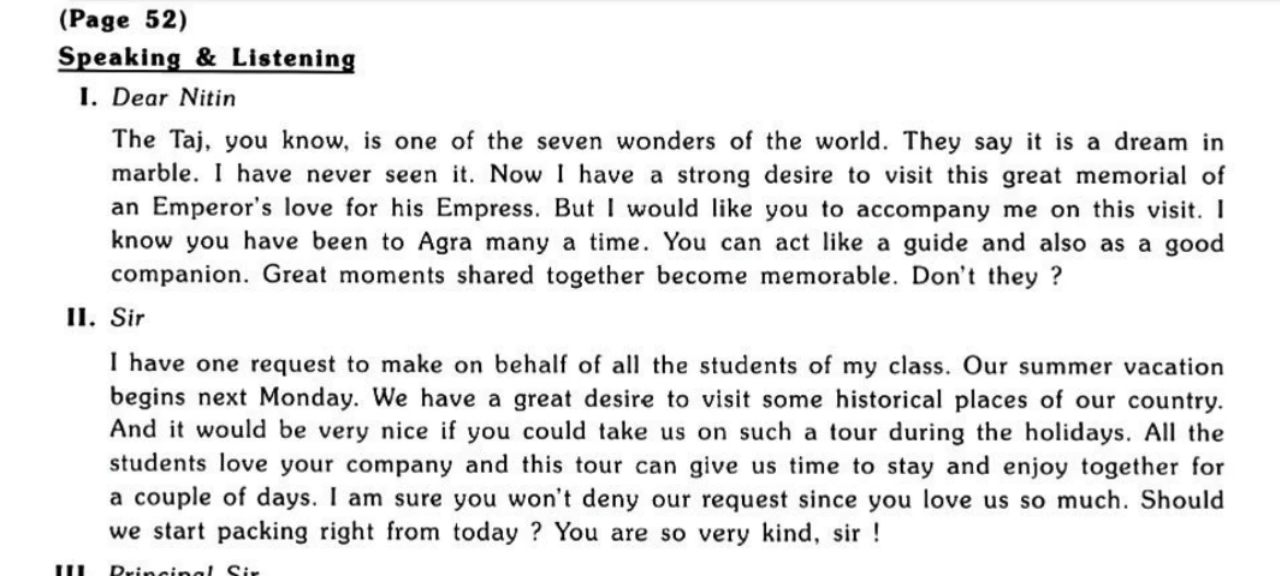 (Page 52)
Speaking & Listening
I. Dear Nitin
The Taj, you know, is one of the seven wonders of the world. They say it is a dream in
marble. I have never seen it. Now I have a strong desire to visit this great memorial of
an Emperor's love for his Empress. But I would like you to accompany me on this visit. I
know you have been to Agra many a time. You can act like a guide and also as a good
companion. Great moments shared together become memorable. Don't they ?
II. Sir
I have one request to make on behalf of all the students of my class. Our summer vacation
begins next Monday. We have a great desire to visit some historical places of our country.
And it would be very nice if you could take us on such a tour during the holidays. All the
students love your company and this tour can give us time to stay and enjoy together for
a couple of days. I am sure you won't deny our request since you love us so much. Should
we start packing right from today ? You are so very kind, sir !
III. Principal Sir